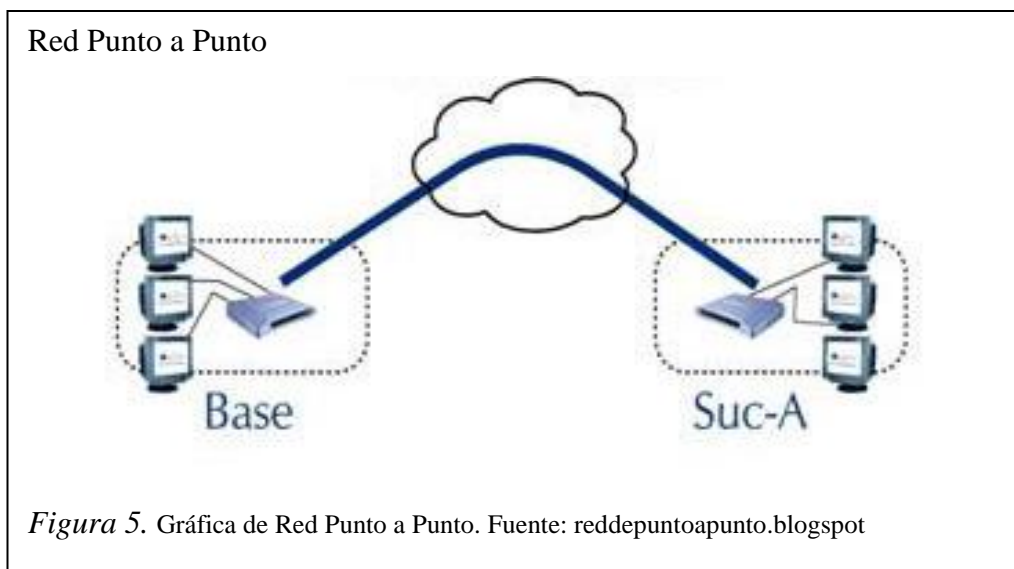 Red Punto a Punto
Base
Suc-A
Figura 5. Gráfica de Red Punto a Punto. Fuente: reddepuntoapunto.blogspot